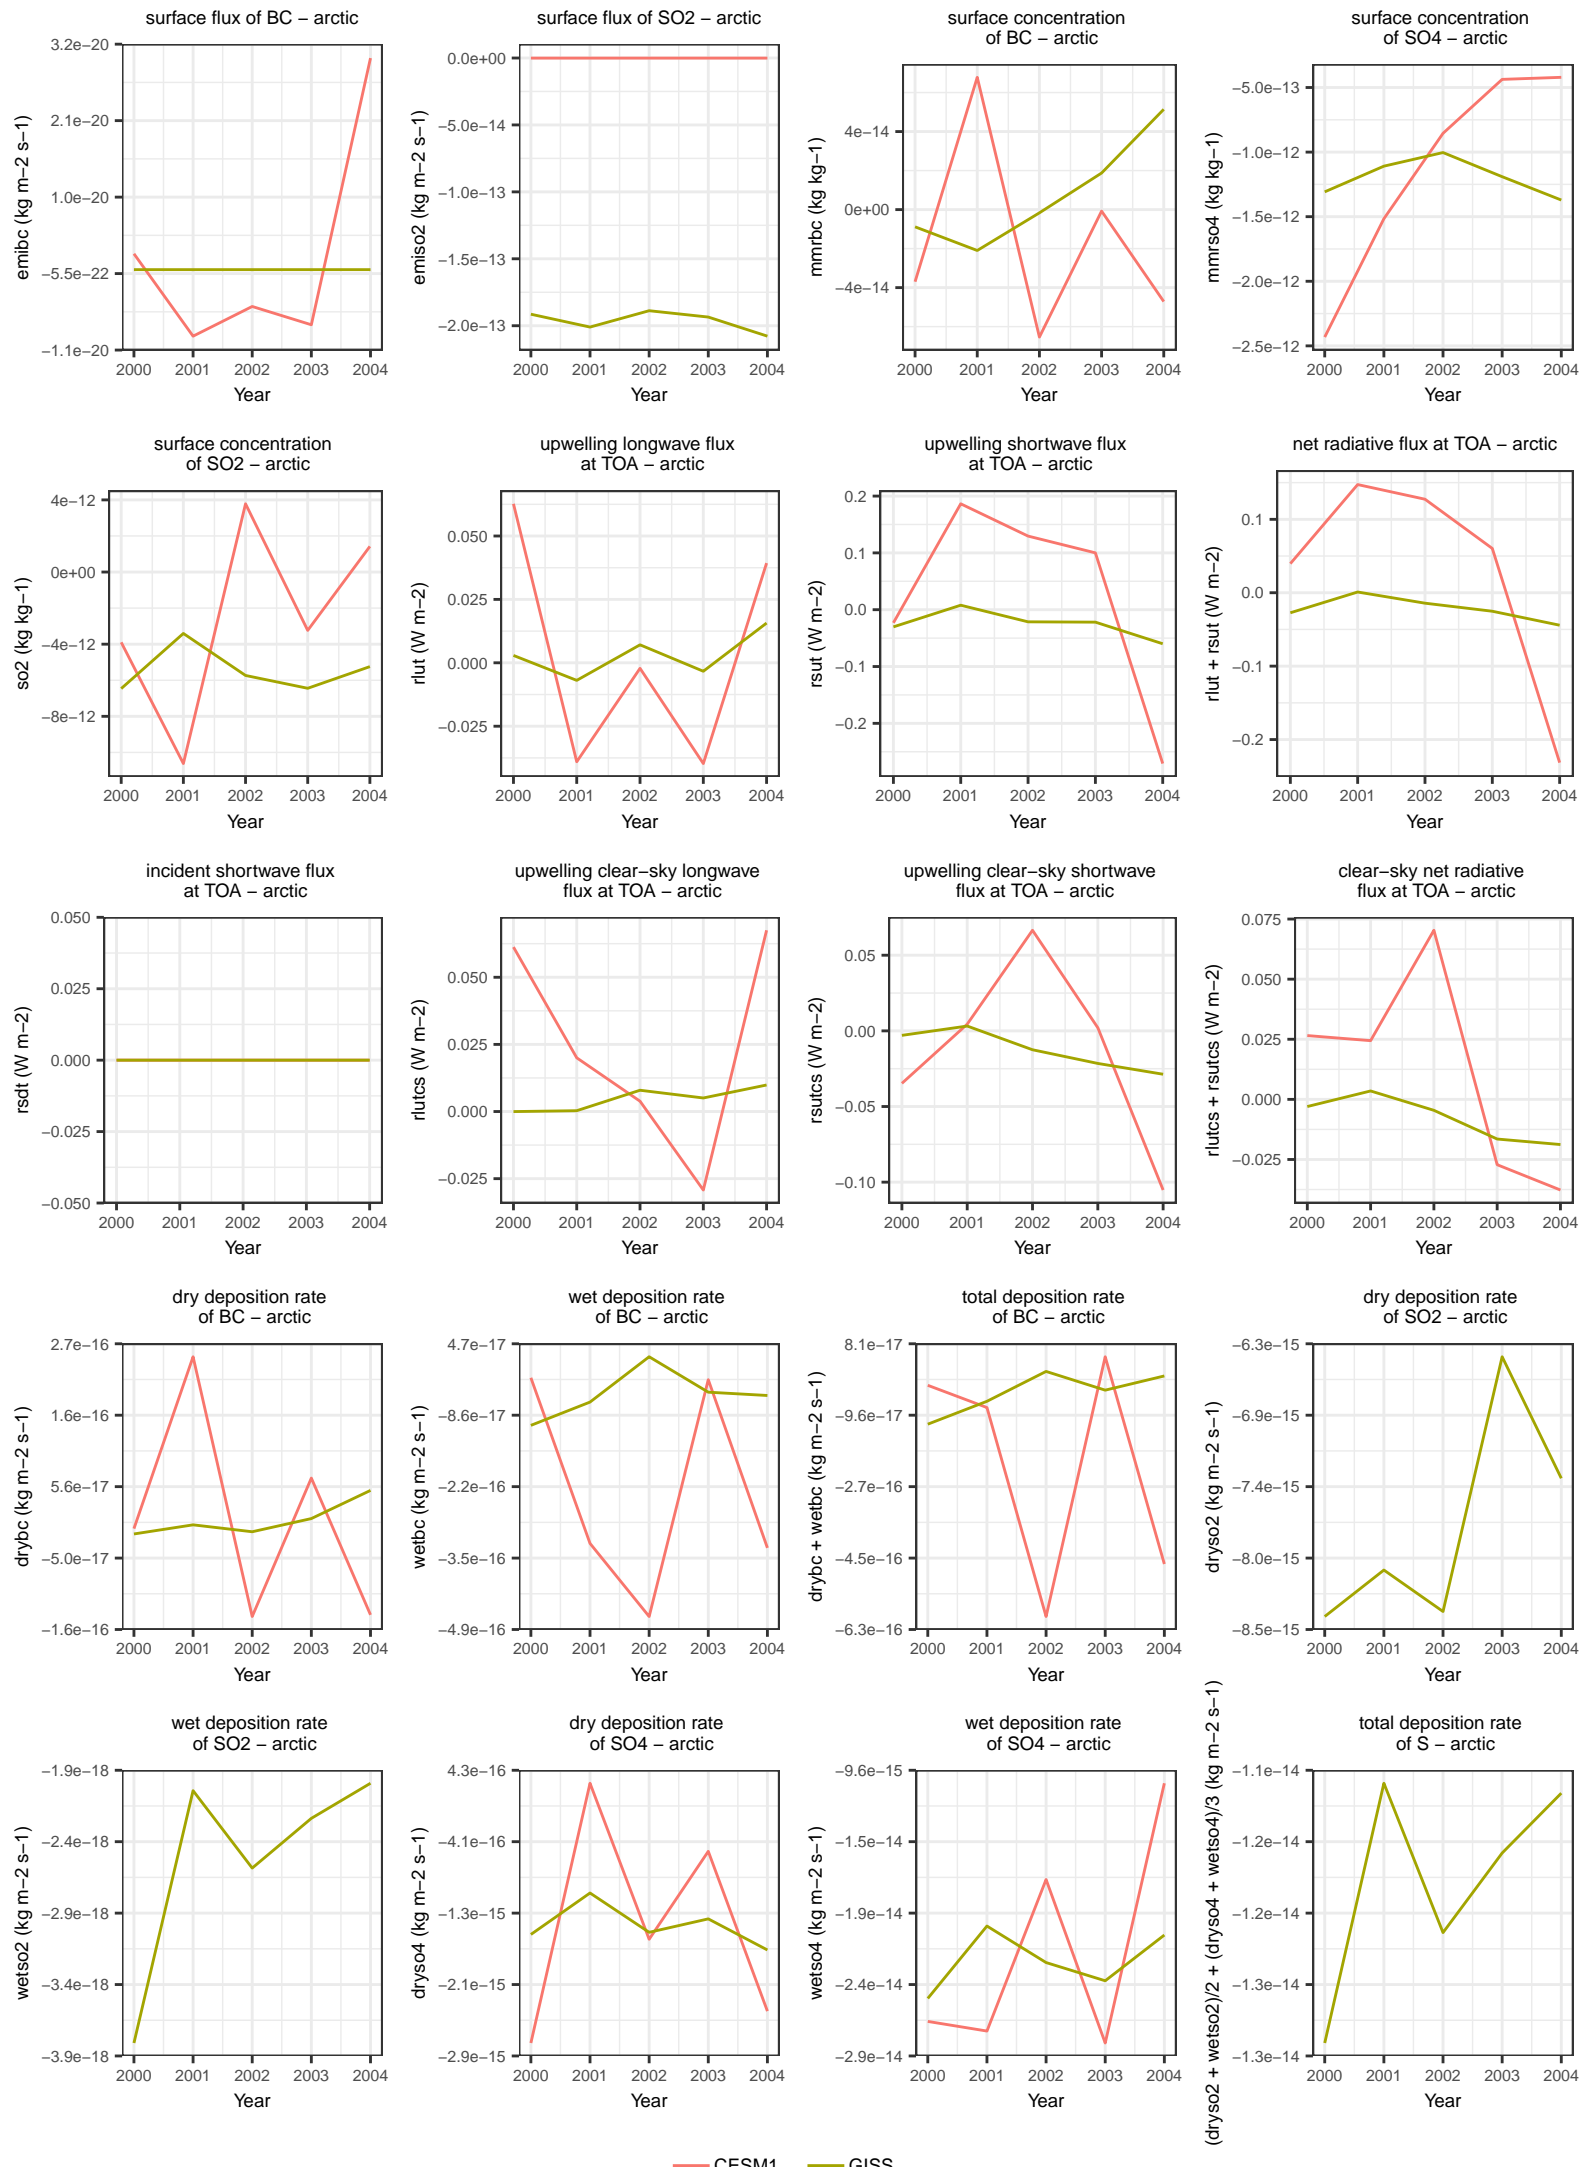 surface flux of BC − arctic
3.2e−20
2.1e−20
1.0e−20
−5.5e−22
−1.1e−20
emibc (kg m−2 s−1)
2000 2001 2002 2003 2004
Year
surface flux of SO2 − arctic
0.0e+00
−5.0e−14
−1.0e−13
−1.5e−13
−2.0e−13
emiso2 (kg m−2 s−1)
2000 2001 2002 2003 2004
Year
surface concentration
of BC − arctic
4e−14
0e+00
−4e−14
mmrbc (kg kg−1)
2000 2001 2002 2003 2004
Year
surface concentration
of SO4 − arctic
−5.0e−13
−1.0e−12
−1.5e−12
−2.0e−12
−2.5e−12
mmrso4 (kg kg−1)
2000 2001 2002 2003 2004
Year
surface concentration
of SO2 − arctic
4e−12
0e+00
−4e−12
−8e−12
so2 (kg kg−1)
2000 2001 2002 2003 2004
Year
upwelling longwave flux
at TOA − arctic
0.050
0.025
0.000
−0.025
rlut (W m−2)
2000 2001 2002 2003 2004
Year
upwelling shortwave flux
at TOA − arctic
0.2
0.1
0.0
−0.1
−0.2
rsut (W m−2)
2000 2001 2002 2003 2004
Year
net radiative flux at TOA − arctic
0.1
0.0
−0.1
−0.2
rlut + rsut (W m−2)
2000 2001 2002 2003 2004
Year
incident shortwave flux
at TOA − arctic
0.050
0.025
0.000
−0.025
−0.050
rsdt (W m−2)
2000 2001 2002 2003 2004
Year
upwelling clear−sky longwave
flux at TOA − arctic
0.050
0.025
0.000
−0.025
rlutcs (W m−2)
2000 2001 2002 2003 2004
Year
upwelling clear−sky shortwave
flux at TOA − arctic
0.05
0.00
−0.05
−0.10
rsutcs (W m−2)
2000 2001 2002 2003 2004
Year
clear−sky net radiative
flux at TOA − arctic
0.075
0.050
0.025
0.000
−0.025
rlutcs + rsutcs (W m−2)
2000 2001 2002 2003 2004
Year
dry deposition rate
of BC − arctic
2.7e−16
1.6e−16
5.6e−17
−5.0e−17
−1.6e−16
drybc (kg m−2 s−1)
2000 2001 2002 2003 2004
Year
wet deposition rate
of BC − arctic
4.7e−17
−8.6e−17
−2.2e−16
−3.5e−16
−4.9e−16
wetbc (kg m−2 s−1)
2000 2001 2002 2003 2004
Year
total deposition rate
of BC − arctic
8.1e−17
−9.6e−17
−2.7e−16
−4.5e−16
−6.3e−16
drybc + wetbc (kg m−2 s−1)
2000 2001 2002 2003 2004
Year
dry deposition rate
of SO2 − arctic
−6.3e−15
−6.9e−15
−7.4e−15
−8.0e−15
−8.5e−15
dryso2 (kg m−2 s−1)
2000 2001 2002 2003 2004
Year
wet deposition rate
of SO2 − arctic
−1.9e−18
−2.4e−18
−2.9e−18
−3.4e−18
−3.9e−18
wetso2 (kg m−2 s−1)
2000 2001 2002 2003 2004
Year
dry deposition rate
of SO4 − arctic
4.3e−16
−4.1e−16
−1.3e−15
−2.1e−15
−2.9e−15
dryso4 (kg m−2 s−1)
2000 2001 2002 2003 2004
Year
wet deposition rate
of SO4 − arctic
−9.6e−15
−1.5e−14
−1.9e−14
−2.4e−14
−2.9e−14
wetso4 (kg m−2 s−1)
2000 2001 2002 2003 2004
Year
total deposition rate
of S − arctic
−1.1e−14
−1.2e−14
−1.2e−14
−1.3e−14
−1.3e−14
(dryso2 + wetso2)/2 + (dryso4 + wetso4)/3 (kg m−2 s−1)
2000 2001 2002 2003 2004
Year
CESM1 GISS